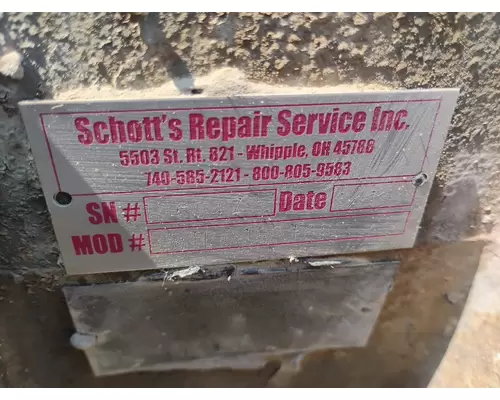 Schott's Repair Service Inc.
5503 St. Rt. 821 - Whipple, OH 45788
740-585-2121 - 800-805-9583
SN # Date
MOD #